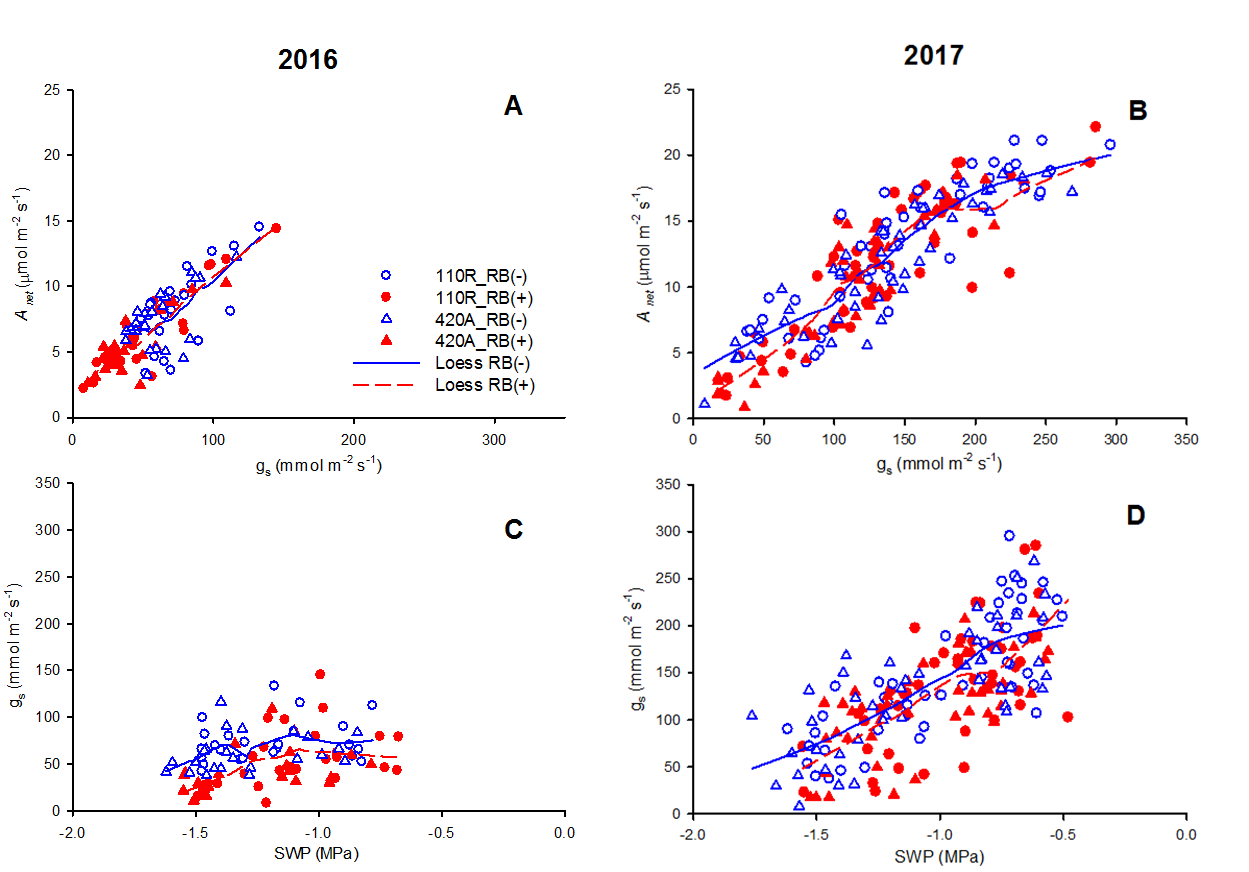 2016
2017
A
25
20
15
10
5
0
A net (µmol m-2 s-1)
0
100
200
300
gs (mmol m-2 s-1)
110R_RB(-)
110R_RB(+)
420A_RB(-)
420A_RB(+)
Loess RB(-)
Loess RB(+)
B
25
20
15
10
5
0
A net (µmol m-2 s-1)
0
50
100
150
200
250
300
350
gs (mmol m-2 s-1)
C
350
300
250
200
150
100
50
0
gs (mmol m-2 s-1)
-2.0
-1.5
-1.0
-0.5
0.0
SWP (MPa)
D
350
300
250
200
150
100
50
0
gs (mmol m-2 s-1)
-2.0
-1.5
-1.0
-0.5
0.0
SWP (MPa)